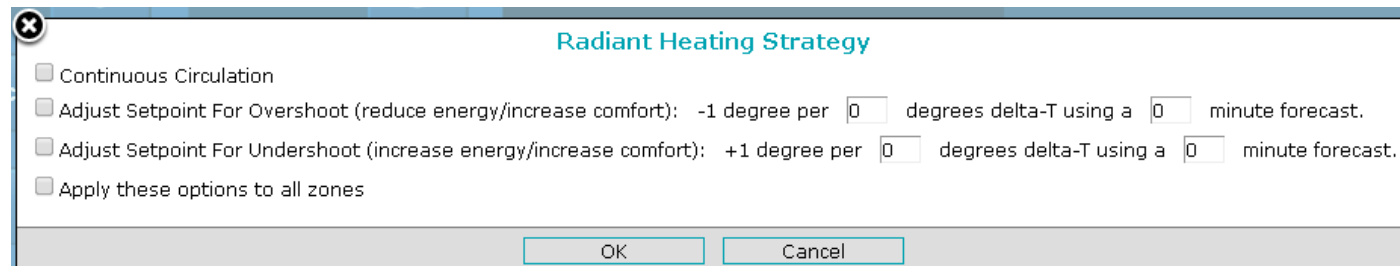 Radiant Heating Strategy
Continuous Circulation
Adjust Setpoint For Overshoot (reduce energy/increase comfort): -1 degree per 0 degrees delta-T using a 0 minute forecast.
Adjust Setpoint For Undershoot (increase energy/increase comfort): +1 degree per 0 degrees delta-T using a 0 minute forecast.
Apply these options to all zones
OK Cancel